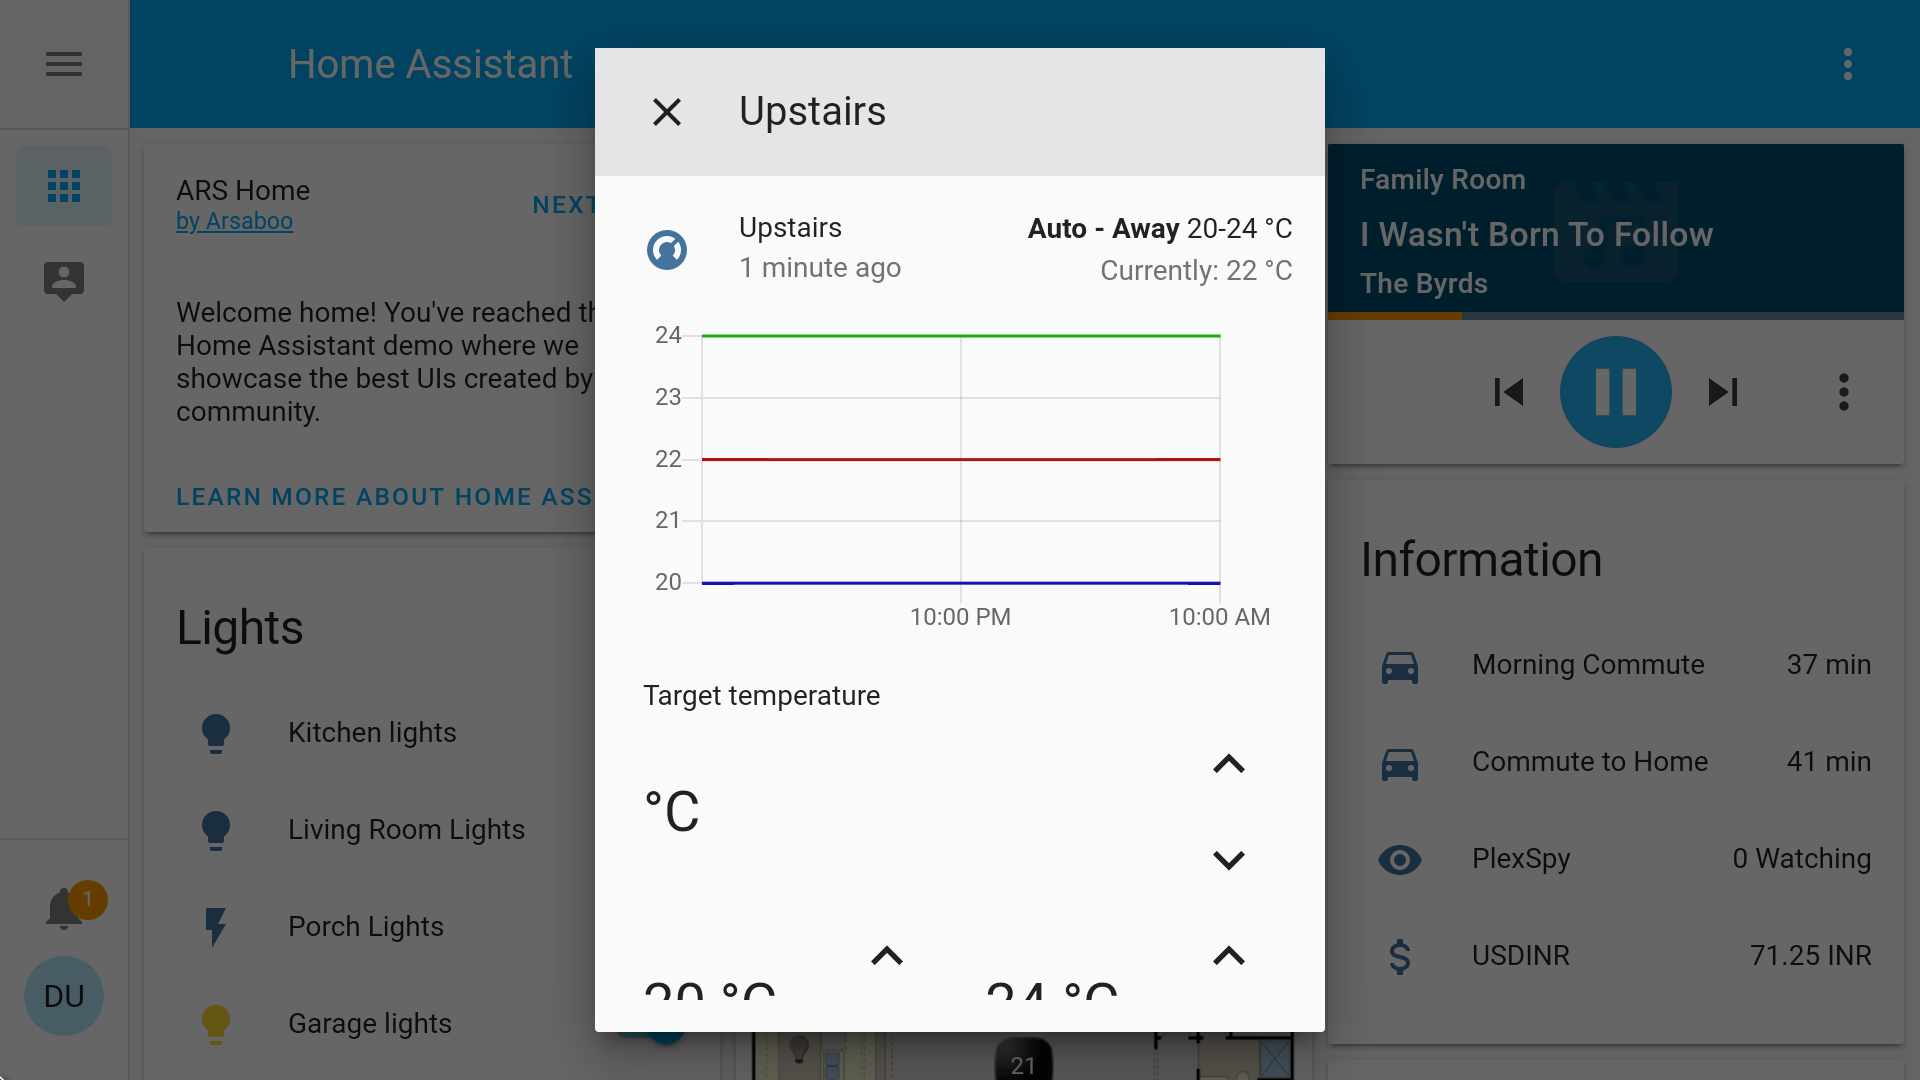 Home Assistant
ARS Home
by Arsaboo
NEXT
Welcome home! You've reached th
Home Assistant demo where we
showcase the best UIs created by
community.
LEARN MORE ABOUT HOME ASS
Lights
Kitchen lights
Living Room Lights
Porch Lights
Garage lights
1
DU
Upstairs
Upstairs
1 minute ago
Auto - Away 20-24 °C
Currently: 22 °C
24
23
22
21
20
10:00 PM
10:00 AM
Target temperature
°C
20 °C
24 °C
21
Family Room
I Wasn't Born To Follow
The Byrds
Information
Morning Commute 37 min
Commute to Home 41 min
PlexSpy 0 Watching
USDINR 71.25 INR